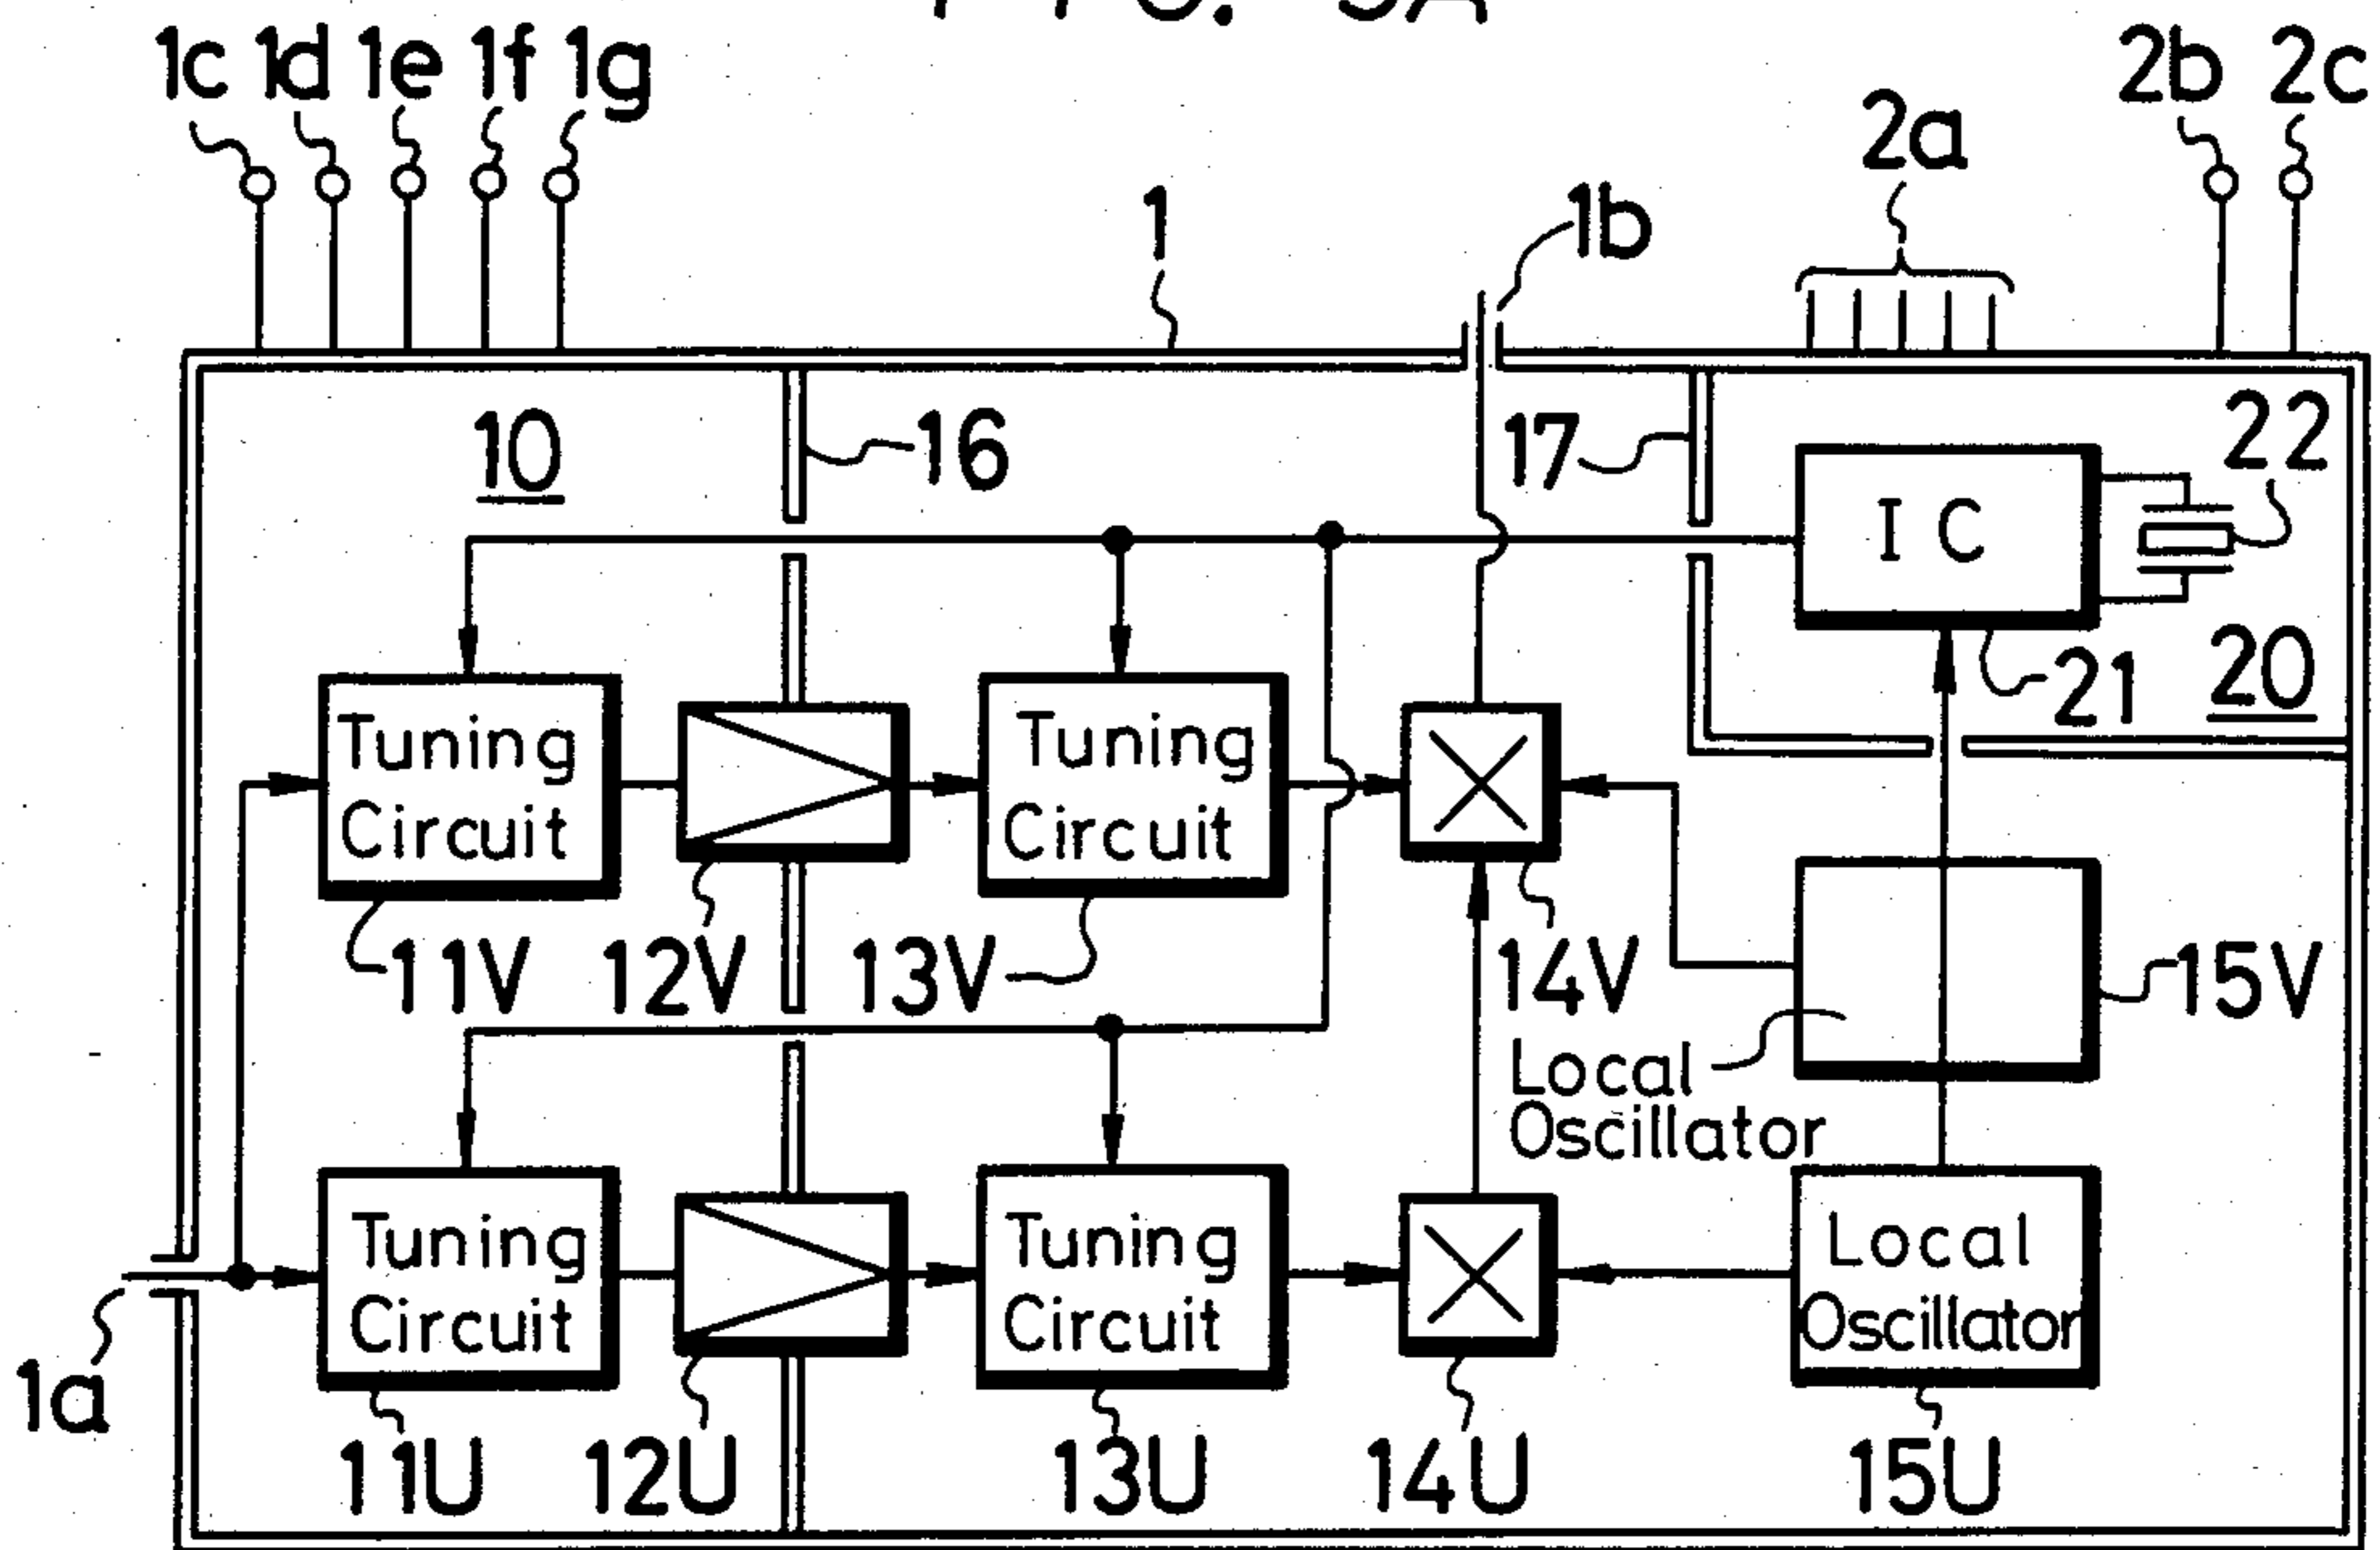 FIG. 3A
1c 1d 1e 1f 1g
2b 2c
2a
1
1b
10
16
17
22
I C
21
20
Tuning
Circuit
Tuning
Circuit
11V
12V
13V
14V
15V
Local
Oscillator
Tuning
Circuit
Tuning
Circuit
Local
Oscillator
1a
11U
12U
13U
14U
15U